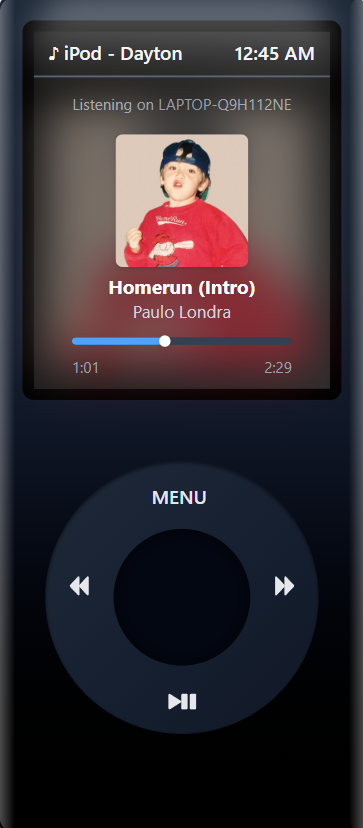 ♪ iPod - Dayton 12:45 AM
Listening on LAPTOP-Q9H112NE
Homerun (Intro)
Paulo Londra
1:01 2:29
MENU